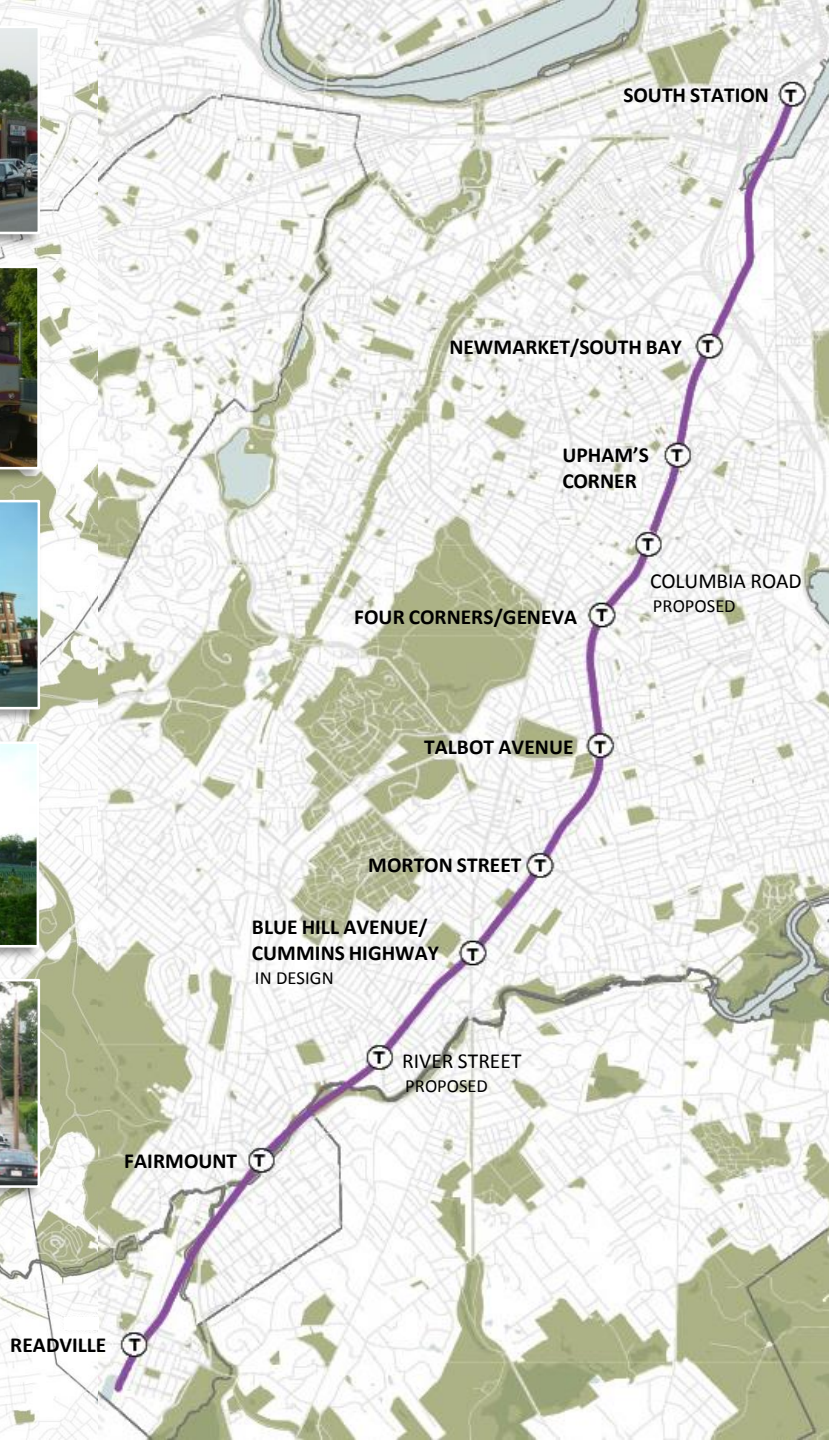 SOUTH STATION T
NEWMARKET/SOUTH BAY T
UPHAM'S T
CORNER
T
COLUMBIA ROAD
PROPOSED
FOUR CORNERS/GENEVA T
TALBOT AVENUE T
MORTON STREET T
BLUE HILL AVENUE/
CUMMINS HIGHWAY T
IN DESIGN
T RIVER STREET
PROPOSED
FAIRMOUNT T
READVILLE T